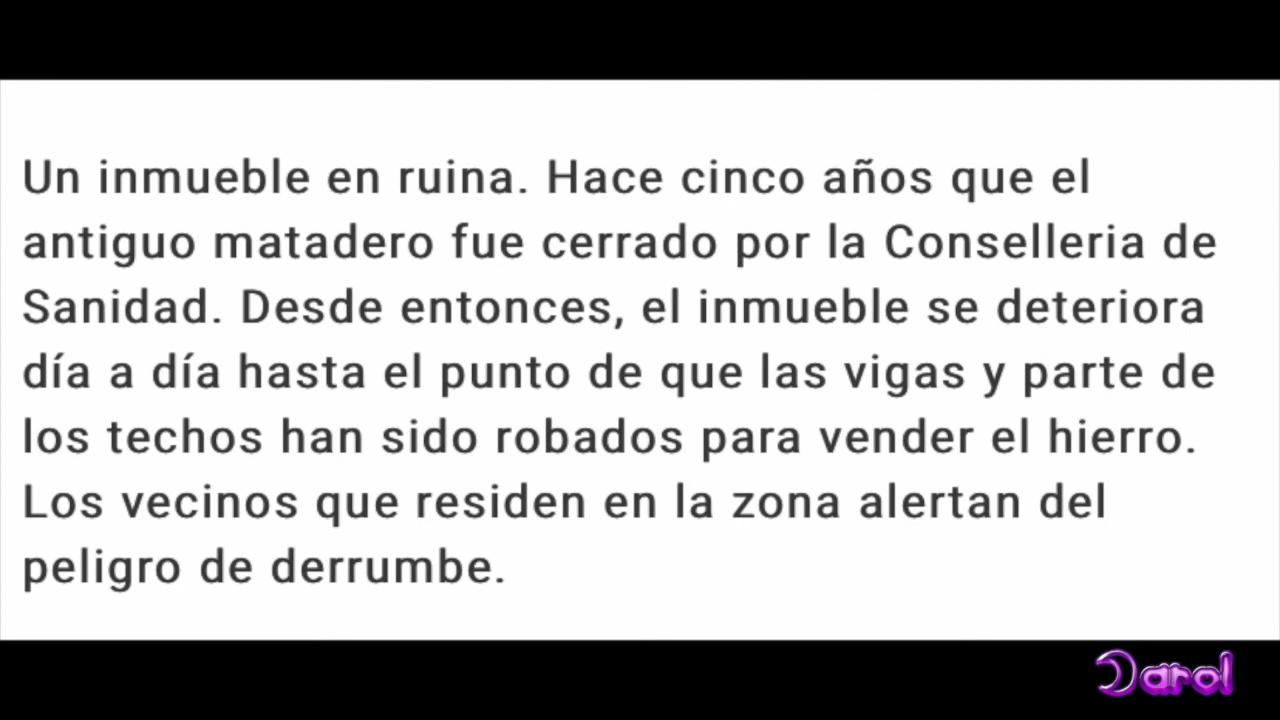 Un inmueble en ruina. Hace cinco años que el
antiguo matadero fue cerrado por la Conselleria de
Sanidad. Desde entonces, el inmueble se deteriora
día a día hasta el punto de que las vigas y parte de
los techos han sido robados para vender el hierro.
Los vecinos que residen en la zona alertan del
peligro de derrumbe.
Darol